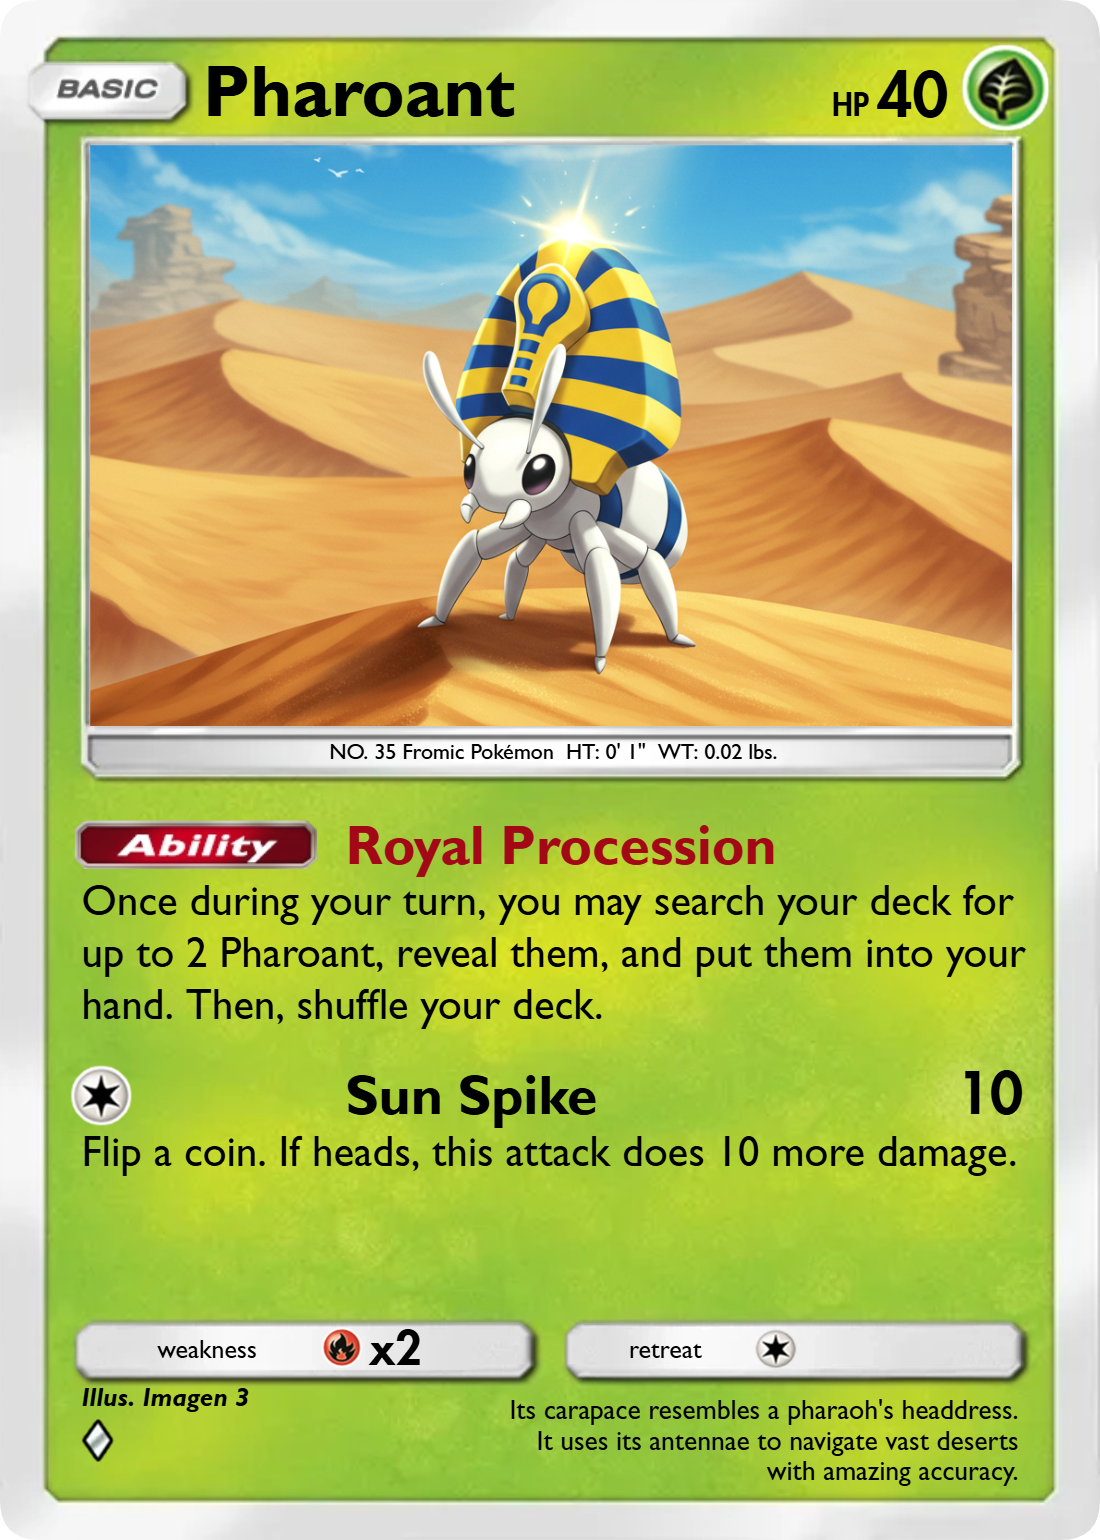 BASIC Pharoant HP 40
NO. 35 Fromic Pokémon HT: 0' 1" WT: 0.02 lbs.
Ability Royal Procession
Once during your turn, you may search your deck for
up to 2 Pharoant, reveal them, and put them into your
hand. Then, shuffle your deck.
Sun Spike 10
Flip a coin. If heads, this attack does 10 more damage.
weakness x2 retreat
Illus. Imagen 3
Its carapace resembles a pharaoh's headdress.
It uses its antennae to navigate vast deserts
with amazing accuracy.